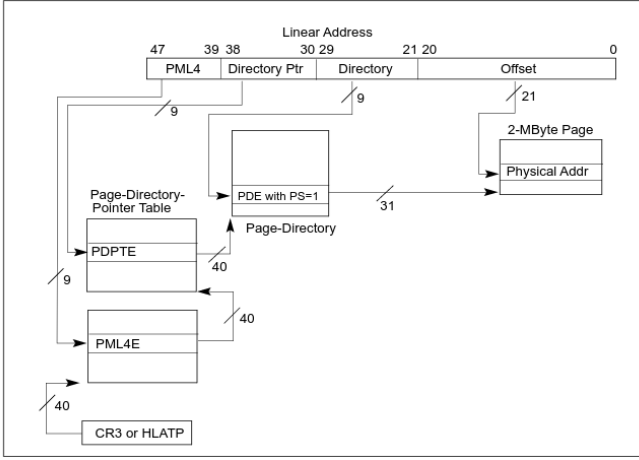 Linear Address
47 39 38 30 29 21 20 0
PML4 Directory Ptr Directory Offset
9 9 21
2-MByte Page
Physical Addr
PDE with PS=1
31
Page-Directory-
Pointer Table
Page-Directory
PDPTE
40
9
40
PML4E
40
CR3 or HLATP